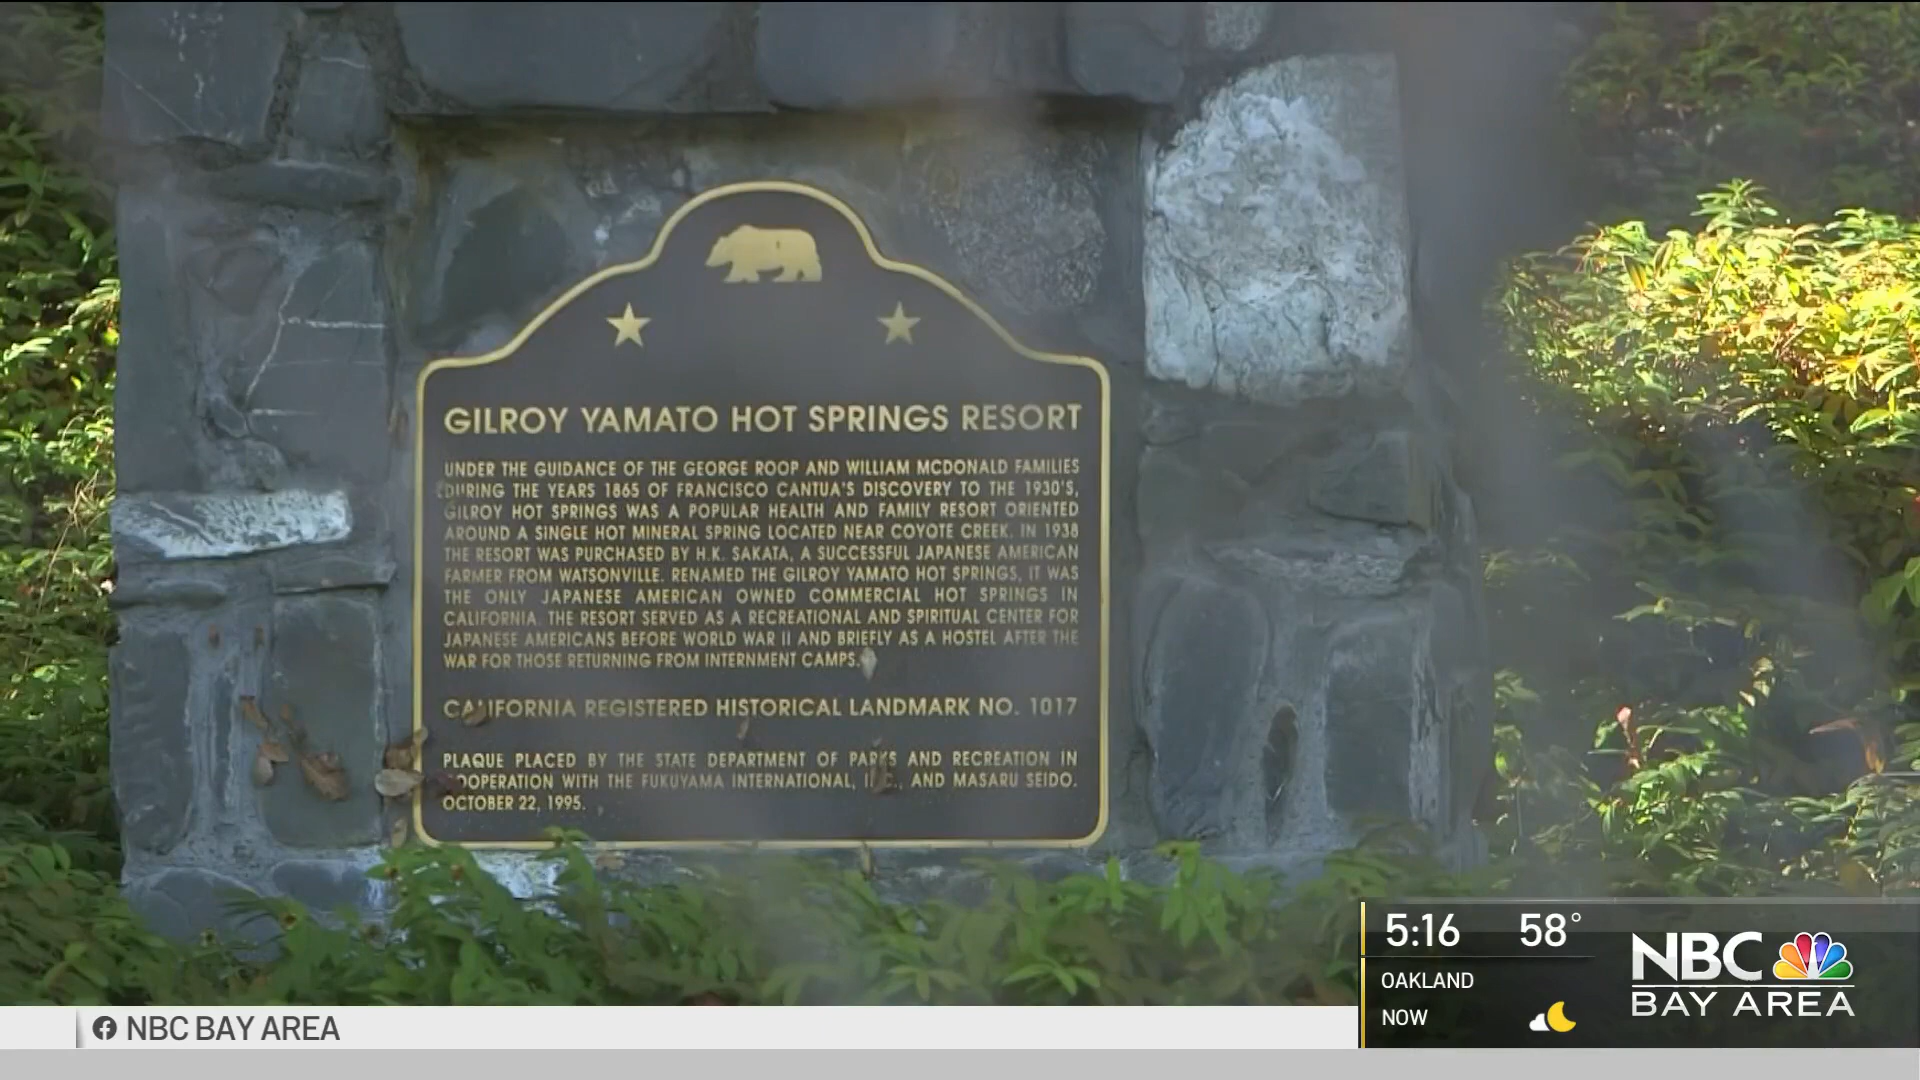 GILROY YAMATO HOT SPRINGS RESORT
UNDER THE GUIDANCE OF THE GEORGE ROOP AND WILLIAM MCDONALD FAMILIES
DURING THE YEARS 1865 OF FRANCISCO CANTUA'S DISCOVERY TO THE 1930'S,
GILROY HOT SPRINGS WAS A POPULAR HEALTH AND FAMILY RESORT ORIENTED
AROUND A SINGLE HOT MINERAL SPRING LOCATED NEAR COYOTE CREEK. IN 1938
THE RESORT WAS PURCHASED BY H.K. SAKATA, A SUCCESSFUL JAPANESE AMERICAN
FARMER FROM WATSONVILLE. RENAMED THE GILROY YAMATO HOT SPRINGS, IT WAS
THE ONLY JAPANESE AMERICAN OWNED COMMERCIAL HOT SPRINGS IN
CALIFORNIA. THE RESORT SERVED AS A RECREATIONAL AND SPIRITUAL CENTER FOR
JAPANESE AMERICANS BEFORE WORLD WAR II AND BRIEFLY AS A HOSTEL AFTER THE
WAR FOR THOSE RETURNING FROM INTERNMENT CAMPS.
CALIFORNIA REGISTERED HISTORICAL LANDMARK NO. 1017
PLAQUE PLACED BY THE STATE DEPARTMENT OF PARKS AND RECREATION IN
COOPERATION WITH THE FUKUYAMA INTERNATIONAL, INC., AND MASARU SEIDO.
OCTOBER 22, 1995.
5:16 58°
OAKLAND
NOW
NBC
BAY AREA
NBC BAY AREA